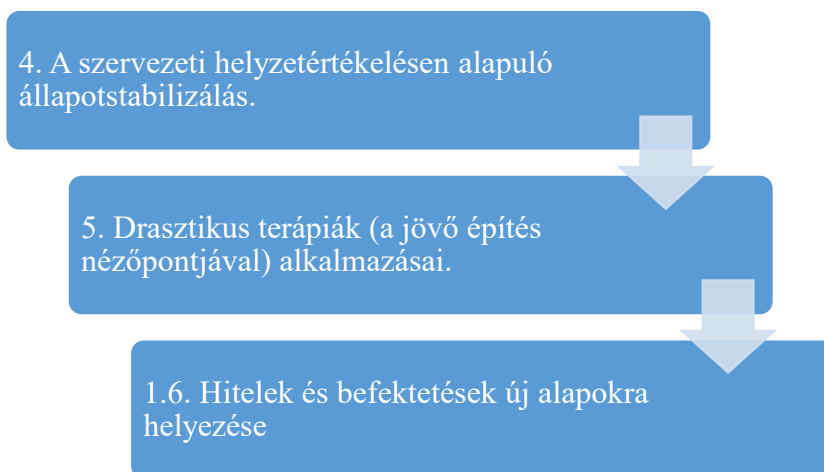 4. A szervezeti helyzetértékelésen alapuló
állapotstabilizálás.
5. Drasztikus terápiák (a jövő építés
nézőpontjával) alkalmazásai.
1.6. Hitelek és befektetések új alapokra
helyezése